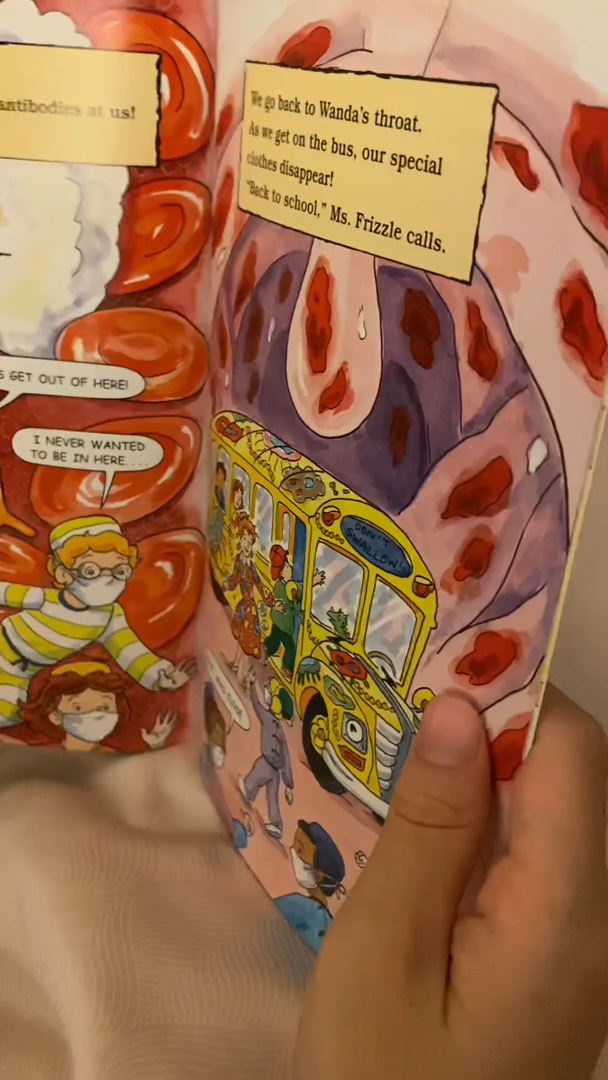 antibodies at us!
GET OUT OF HERE!
I NEVER WANTED
TO BE IN HERE....
We go back to Wanda's throat.
As we get on the bus, our special
clothes disappear!
"Back to school," Ms. Frizzle calls.
DON'T
SWALLOW!